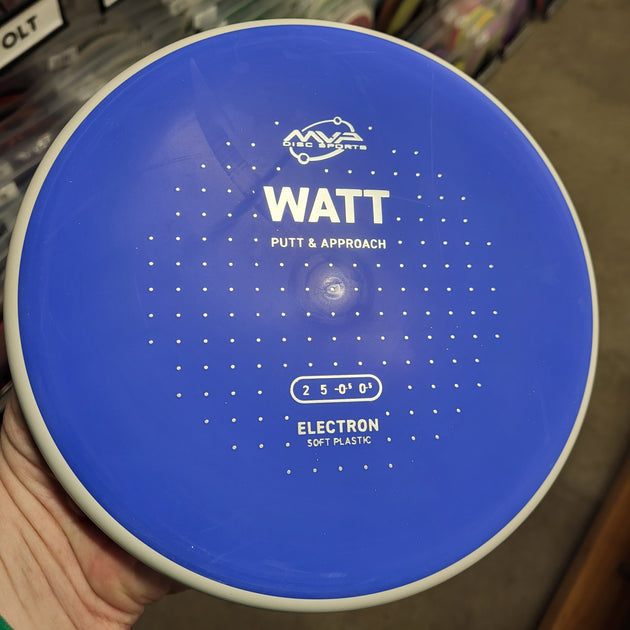 OLT
MVP
DISC SPORTS
WATT
PUTT & APPROACH
2 5 -0.5 0.5
ELECTRON
SOFT PLASTIC